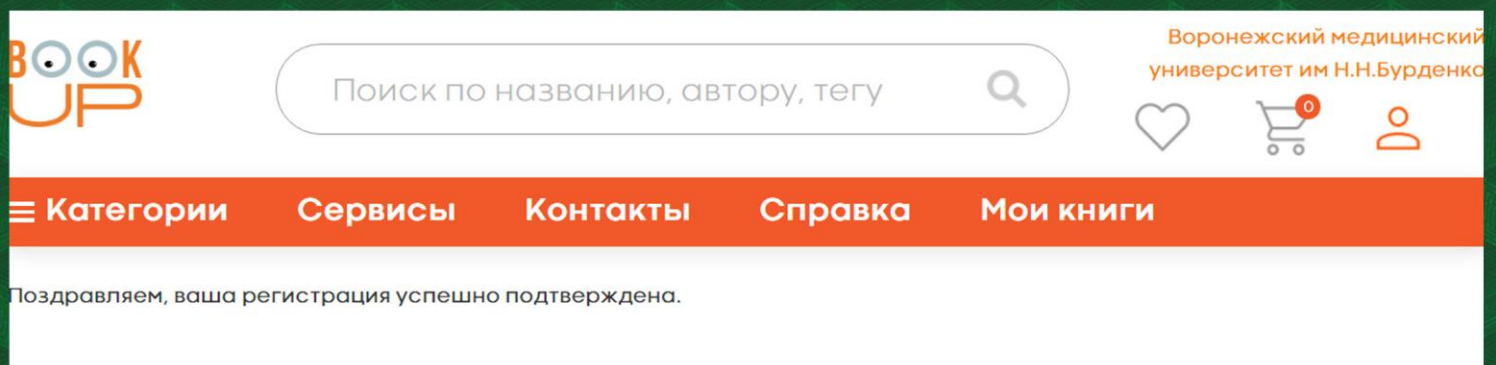 BOOK
UP
Поиск по названию, автору, тегу
Воронежский медицинский
университет им Н.Н.Бурденко
0
Категории Сервисы Контакты Справка Мои книги
Поздравляем, ваша регистрация успешно подтверждена.